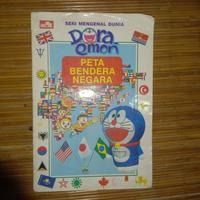 SERI MENGENAL DUNIA
Dora
emon
PETA
BENDERA
NEGARA